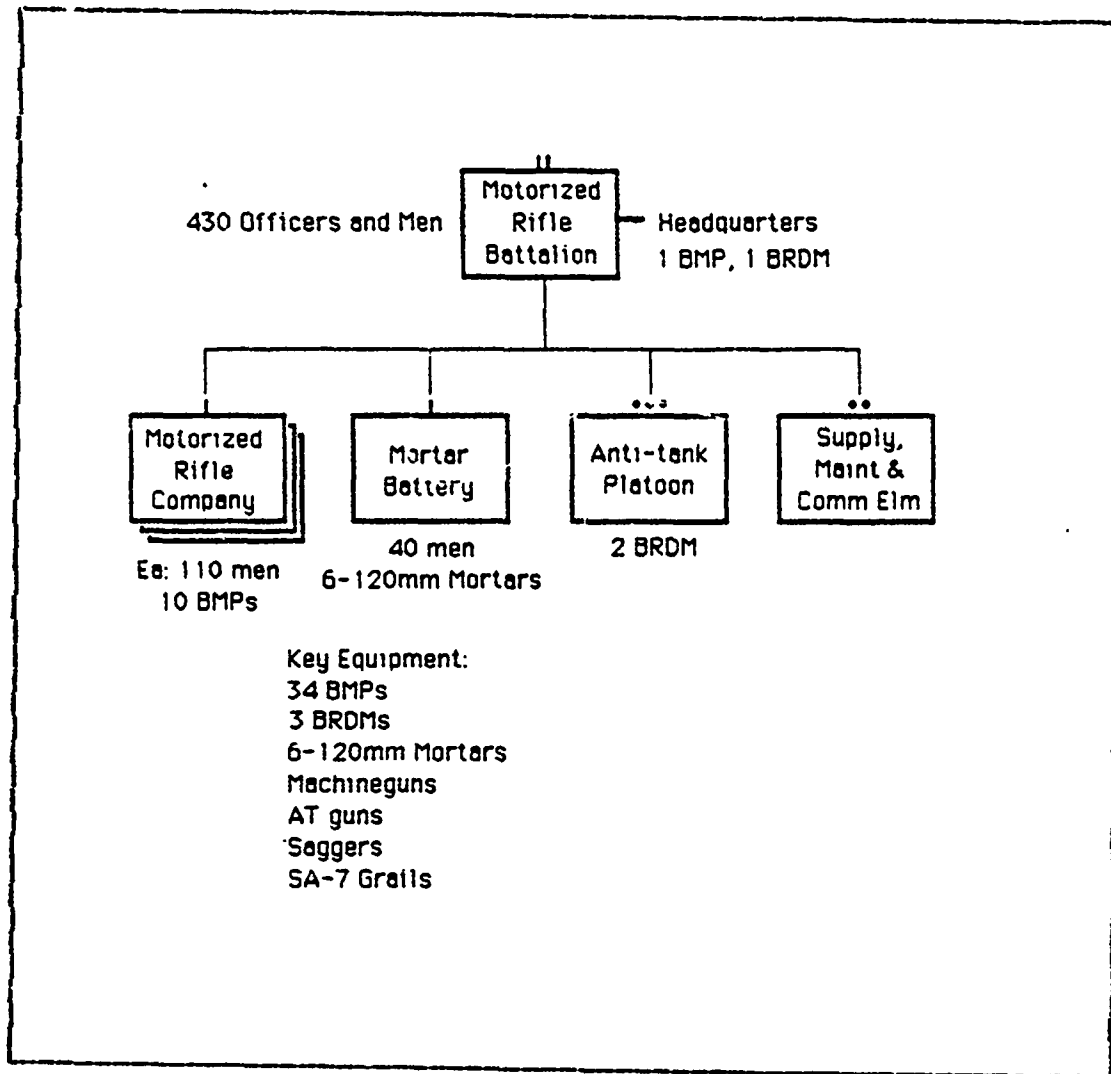 430 Officers and Men
Motorized
Rifle
Battalion
Headquarters
1 BMP, 1 BRDM
Motorized
Rifle
Company
Ea: 110 men
10 BMPs
Mortar
Battery
40 men
6-120mm Mortars
Anti-tank
Platoon
2 BRDM
Supply,
Maint &
Comm Elm
Key Equipment:
34 BMPs
3 BRDMs
6-120mm Mortars
Machineguns
AT guns
Saggers
SA-7 Grails